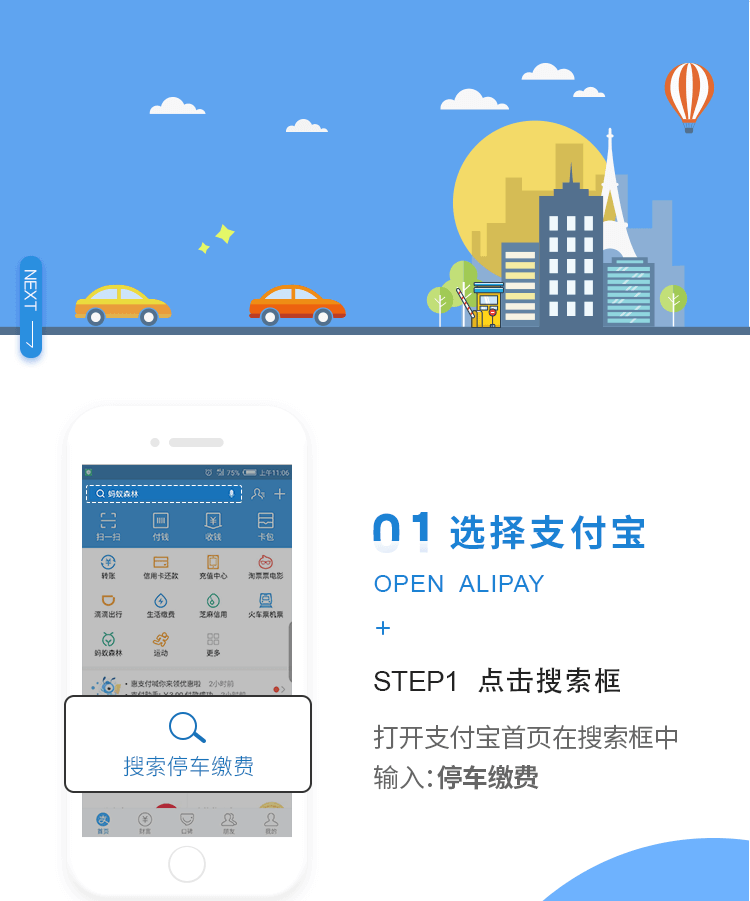 NEXT
75% 上午11:06
蚂蚁森林
扫一扫 付钱 收钱 卡包
转账 信用卡还款 充值中心 淘票票电影
滴滴出行 生活缴费 芝麻信用 火车票机票
蚂蚁森林 运动 更多
惠支付喊你来领优惠啦 2小时前
搜索停车缴费
首页 财富 口碑 朋友 我的
01 选择支付宝
OPEN ALIPAY
+
STEP1 点击搜索框
打开支付宝首页在搜索框中
输入:停车缴费